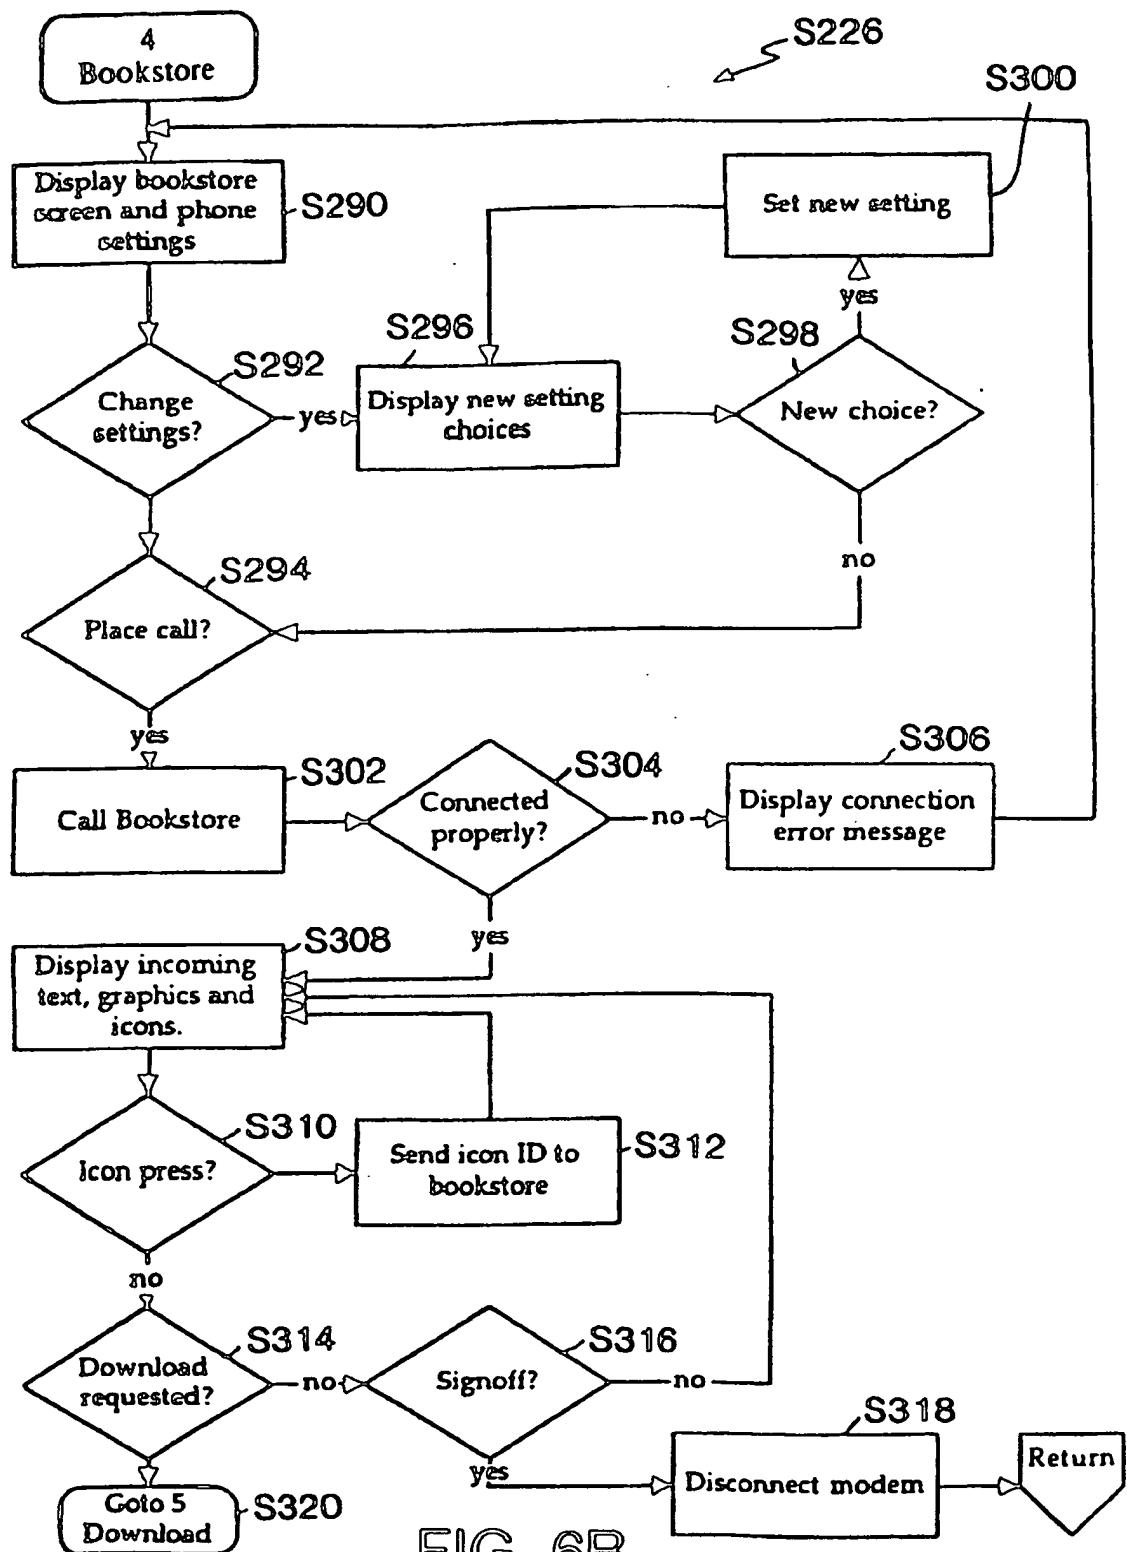 4
Bookstore
S226
S300
Display bookstore
screen and phone
settings
S290
Set new setting
yes
S296
S298
S292
Change
settings?
yes
Display new setting
choices
New choice?
S294
no
Place call?
yes
S302
S304
S306
Call Bookstore
Connected
properly?
no
Display connection
error message
S308
yes
Display incoming
text, graphics and
icons.
S310
Icon press?
Send icon ID to
bookstore
S312
no
S314
S316
Download
requested?
no
Signoff?
no
S318
yes
Disconnect modem
Return
Goto 5
Download
S320
FIG. 6B